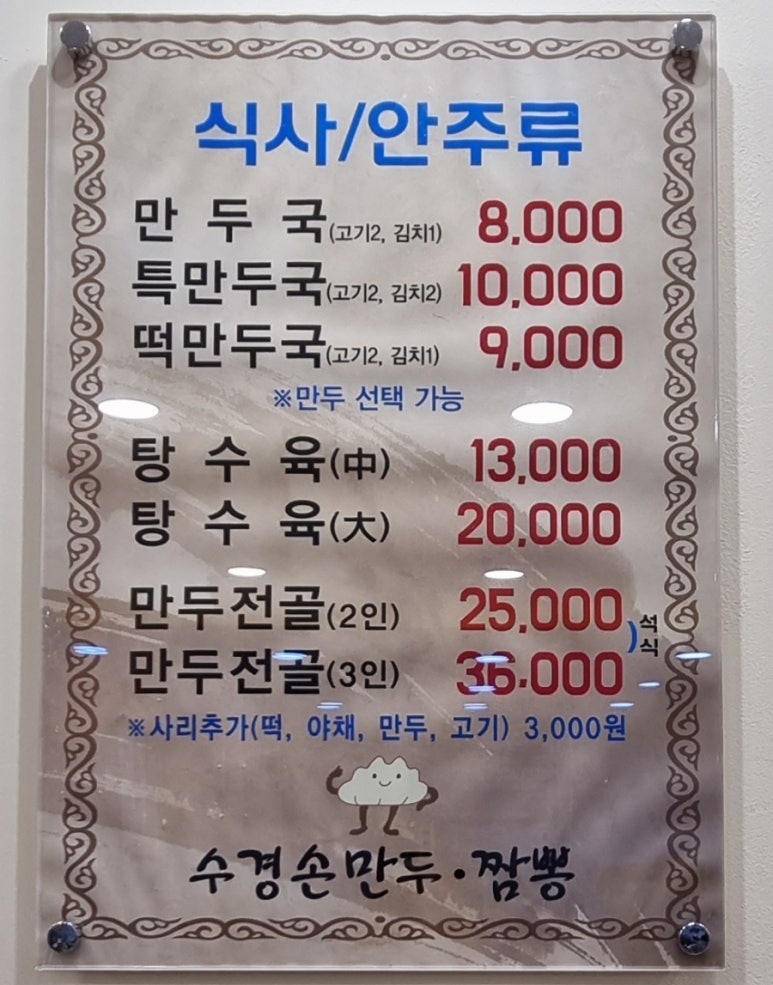 식사/안주류
만두국(고기2, 김치1) 8,000
특만두국(고기2, 김치2) 10,000
떡만두국(고기2, 김치1) 9,000
※만두 선택 가능
탕수육(中) 13,000
탕수육(大) 20,000
만두전골(2인) 25,000
만두전골(3인) 36,000
)석식
※사리추가(떡, 야채, 만두, 고기) 3,000원
수경손만두·짬뽕